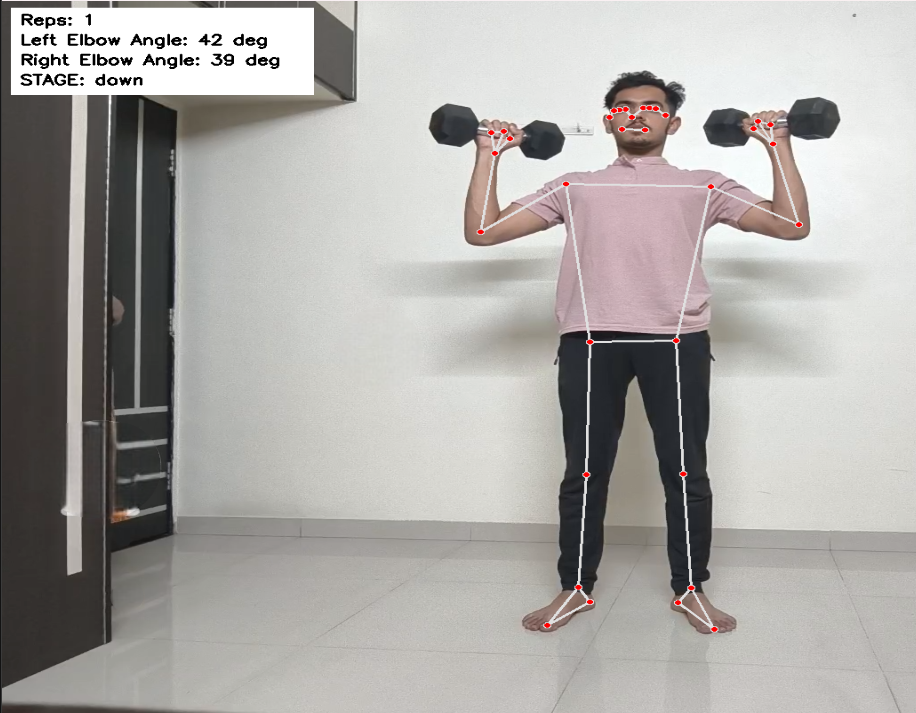 Reps: 1
Left Elbow Angle: 42 deg
Right Elbow Angle: 39 deg
STAGE: down